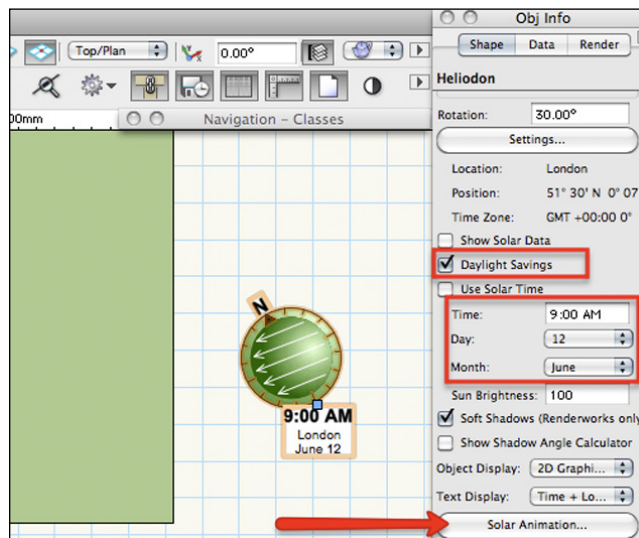 Obj Info
Top/Plan
0.00°
Shape Data Render
Navigation – Classes
00mm
Heliodon
Rotation: 30.00°
Settings...
Location: London
Position: 51° 30' N 0° 07
Time Zone: GMT +00:00 0°
Show Solar Data
Daylight Savings
Use Solar Time
Time: 9:00 AM
Day: 12
Month: June
Sun Brightness: 100
Soft Shadows (Renderworks only
Show Shadow Angle Calculator
Object Display: 2D Graphi...
Text Display: Time + Lo...
Solar Animation...
N
9:00 AM
London
June 12